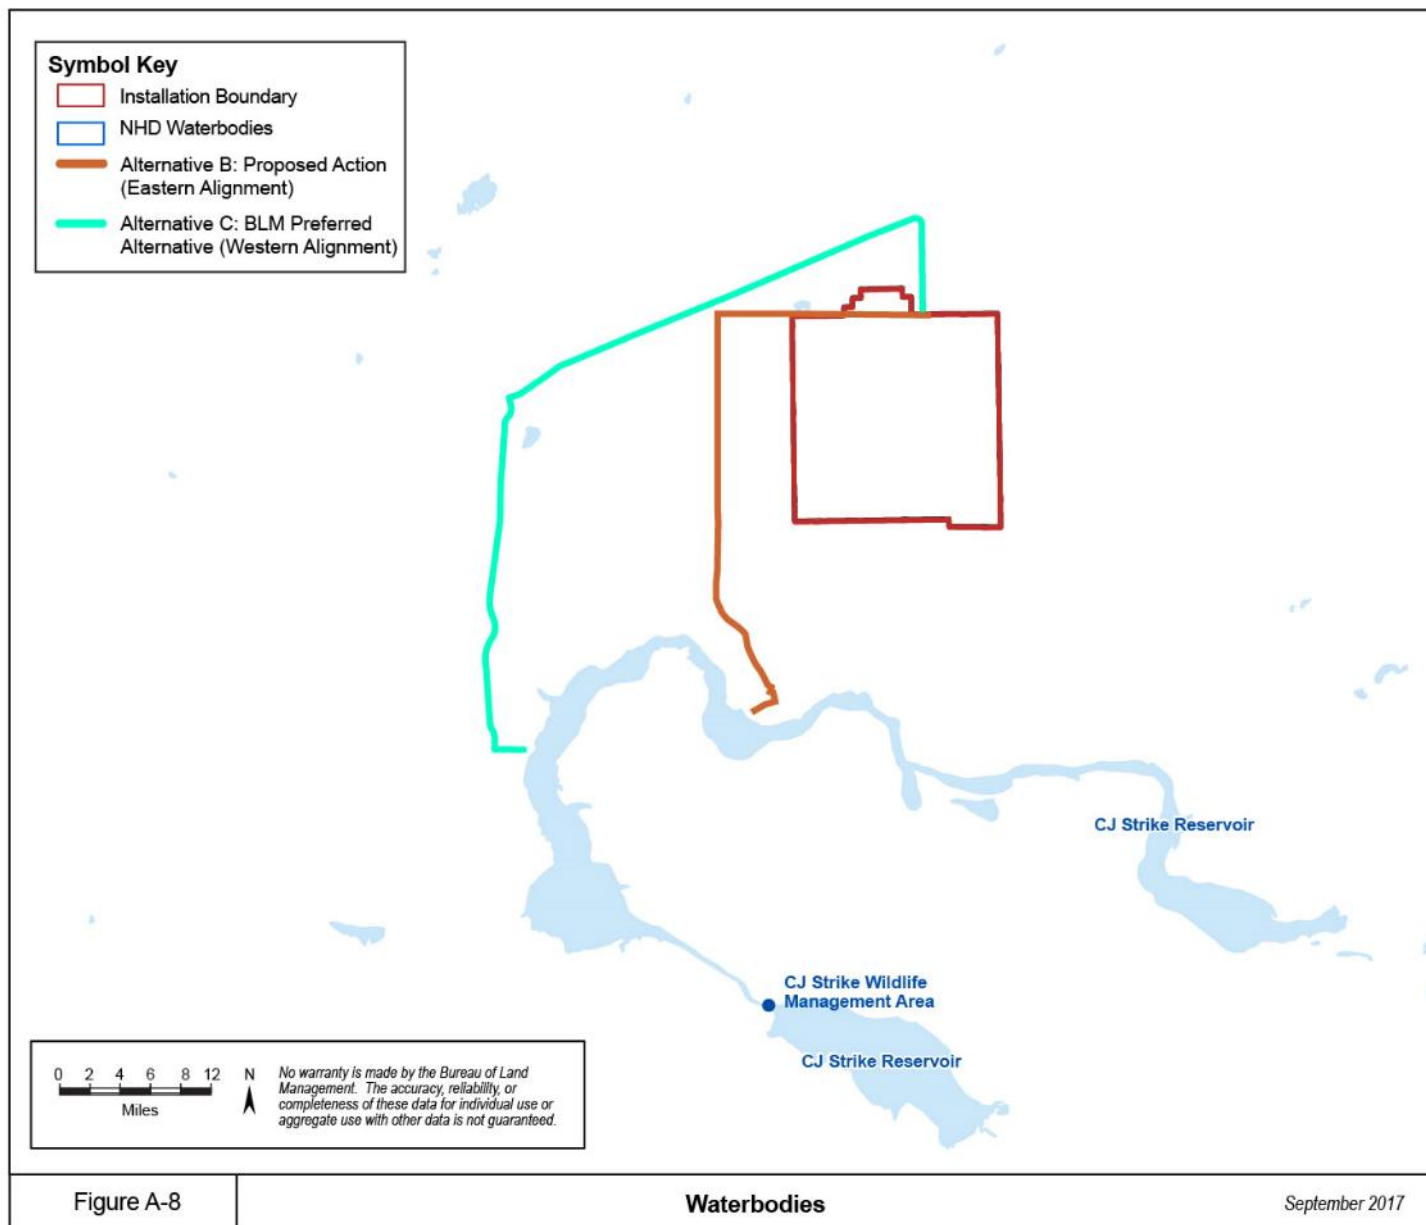 Symbol Key
Installation Boundary
NHD Waterbodies
Alternative B: Proposed Action
(Eastern Alignment)
Alternative C: BLM Preferred
Alternative (Western Alignment)
CJ Strike Reservoir
CJ Strike Wildlife
Management Area
CJ Strike Reservoir
0 2 4 6 8 12
Miles
N
No warranty is made by the Bureau of Land
Management. The accuracy, reliability, or
completeness of these data for individual use or
aggregate use with other data is not guaranteed.
Figure A-8
Waterbodies
September 2017